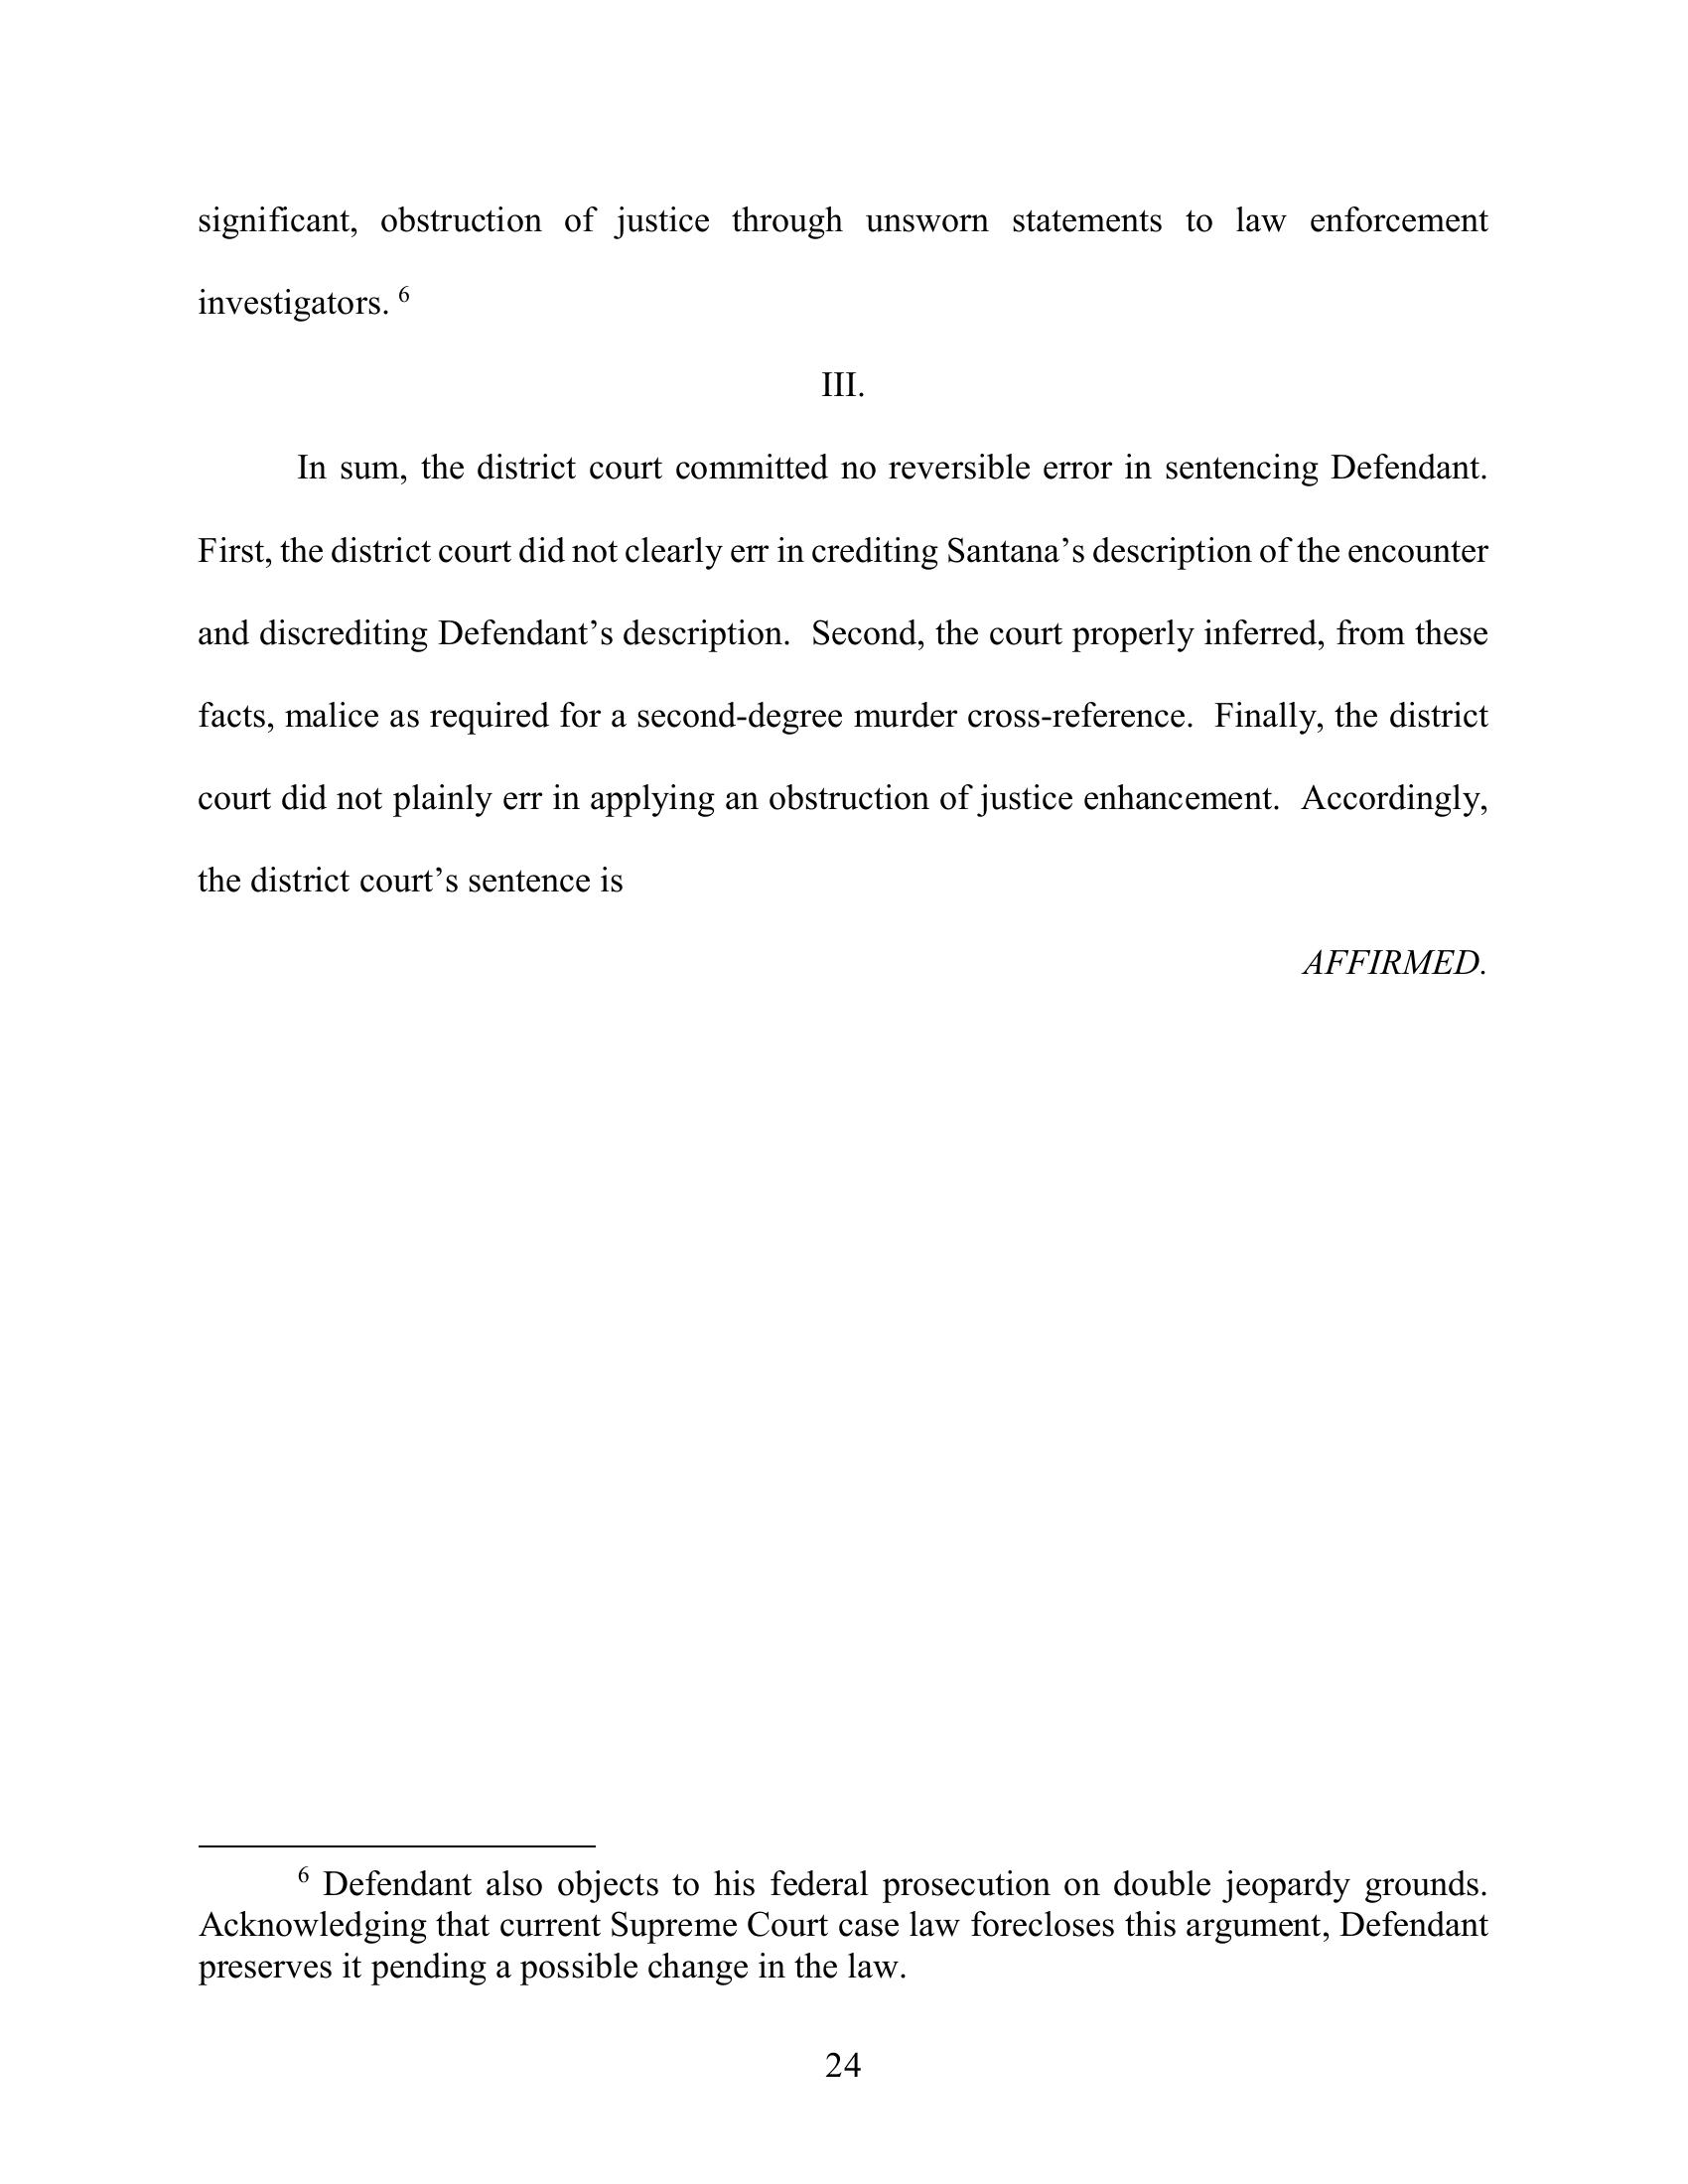 significant, obstruction of justice through unsworn statements to law enforcement
investigators. 6
III.
In sum, the district court committed no reversible error in sentencing Defendant.
First, the district court did not clearly err in crediting Santana’s description of the encounter
and discrediting Defendant’s description.  Second, the court properly inferred, from these
facts, malice as required for a second-degree murder cross-reference.  Finally, the district
court did not plainly err in applying an obstruction of justice enhancement.  Accordingly,
the district court’s sentence is
AFFIRMED.
6 Defendant also objects to his federal prosecution on double jeopardy grounds.
Acknowledging that current Supreme Court case law forecloses this argument, Defendant
preserves it pending a possible change in the law.
24